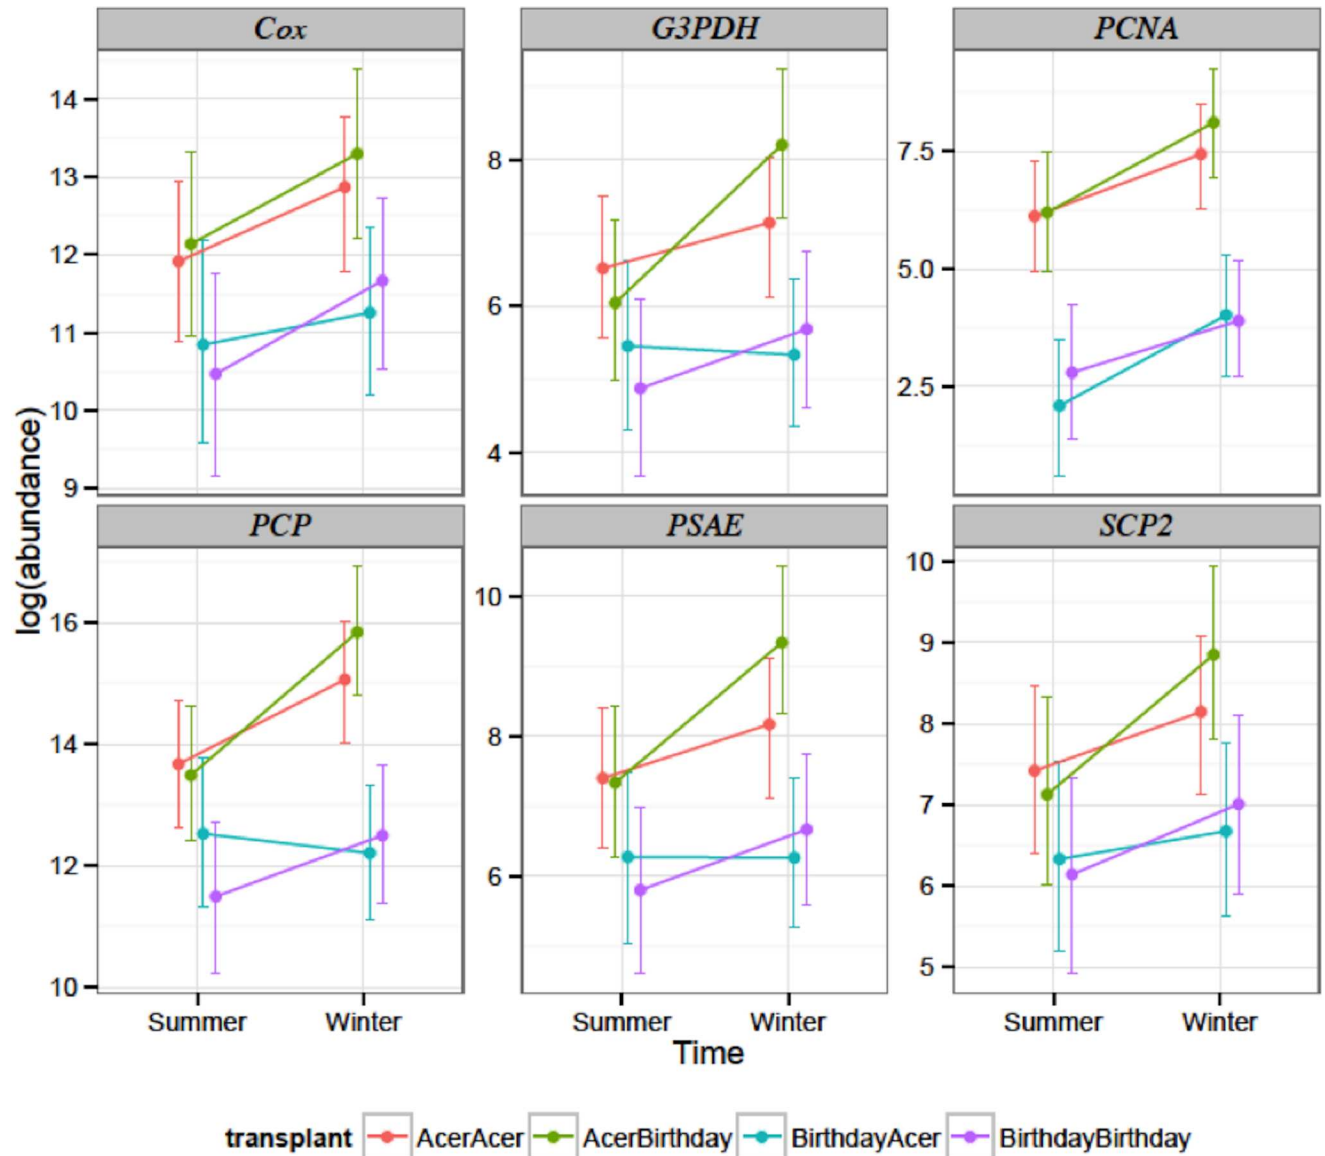 Cox
G3PDH
PCNA
14
13
12
11
10
9
8
6
4
7.5
5.0
2.5
log(abundance)
PCP
PSAE
SCP2
16
14
12
10
10
8
6
10
9
8
7
6
5
Summer Winter
Summer Winter
Summer Winter
Time
transplant AcerAcer AcerBirthday BirthdayAcer BirthdayBirthday